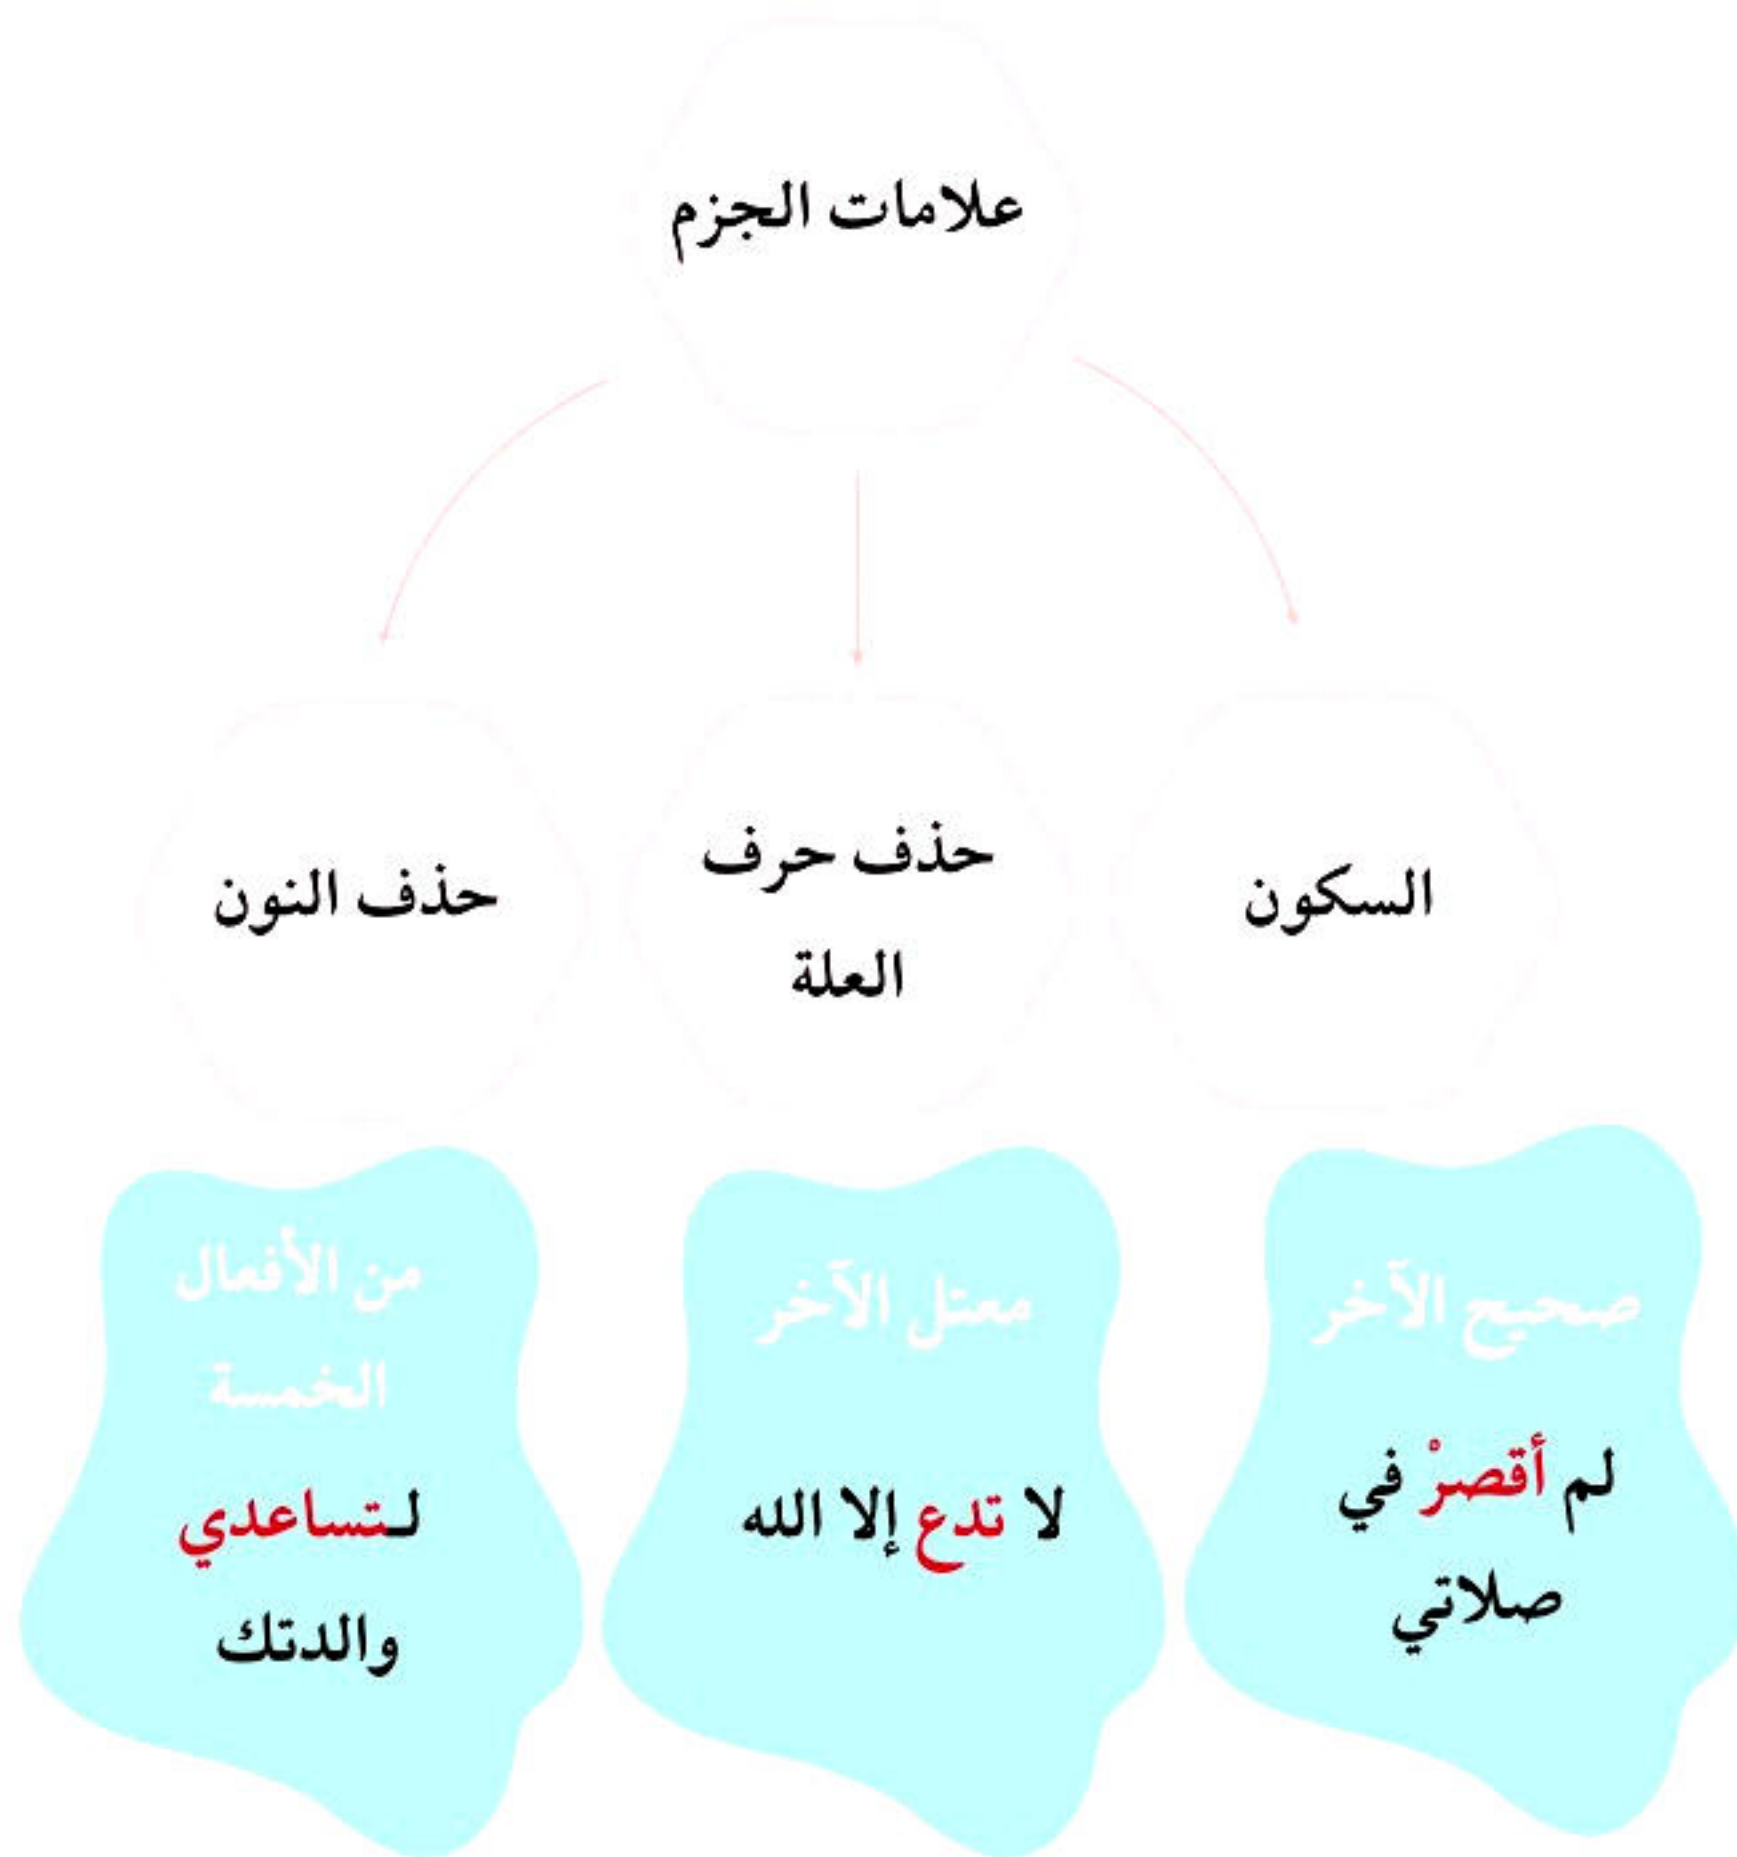 علامات الجزم
السكون
حذف حرف
العلة
حذف النون
صحيح الآخر
لم أقصرْ في
صلاتي
معتل الآخر
لا تدع إلا الله
من الأفعال
الخمسة
لـتساعدي
والدتك